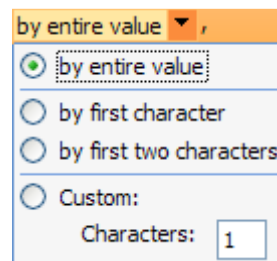 by entire value ,
by entire value
by first character
by first two characters
Custom:
Characters: 1